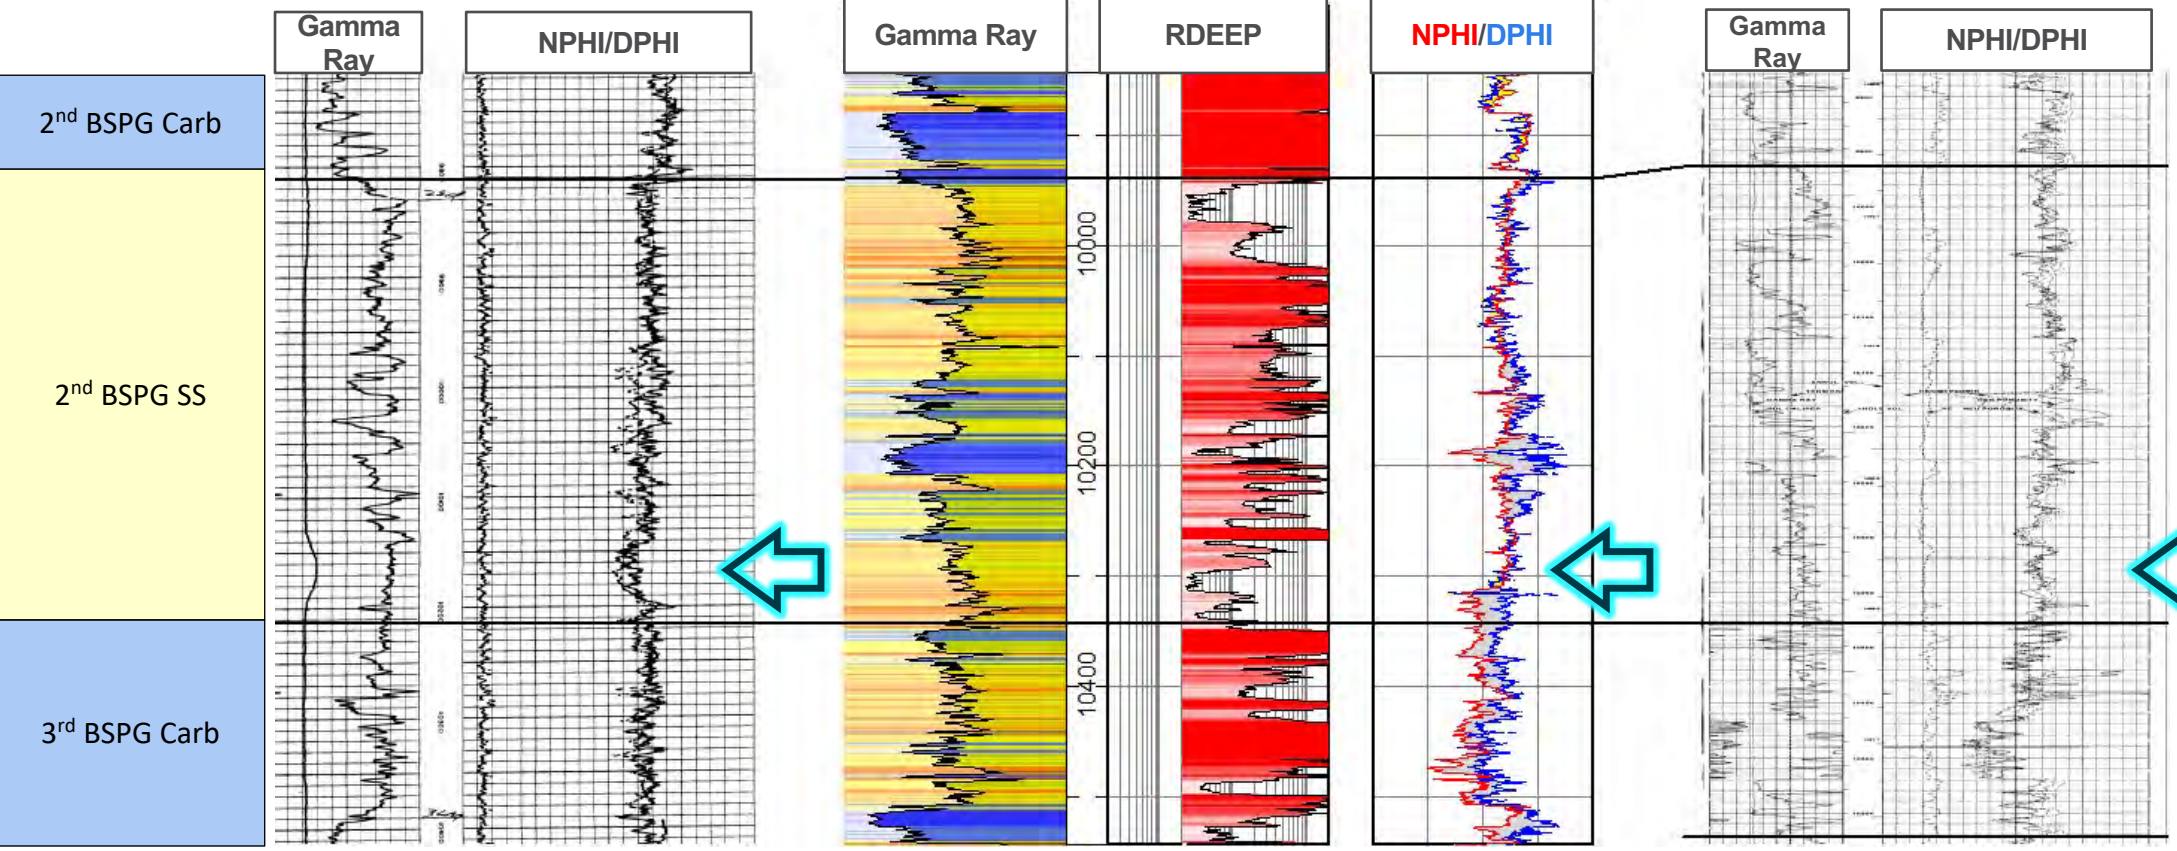 Gamma
Ray
NPHI/DPHI
Gamma Ray
RDEEP
NPHI/DPHI
Gamma
Ray
NPHI/DPHI
2nd BSPG Carb
2nd BSPG SS
3rd BSPG Carb
10000
10200
10400